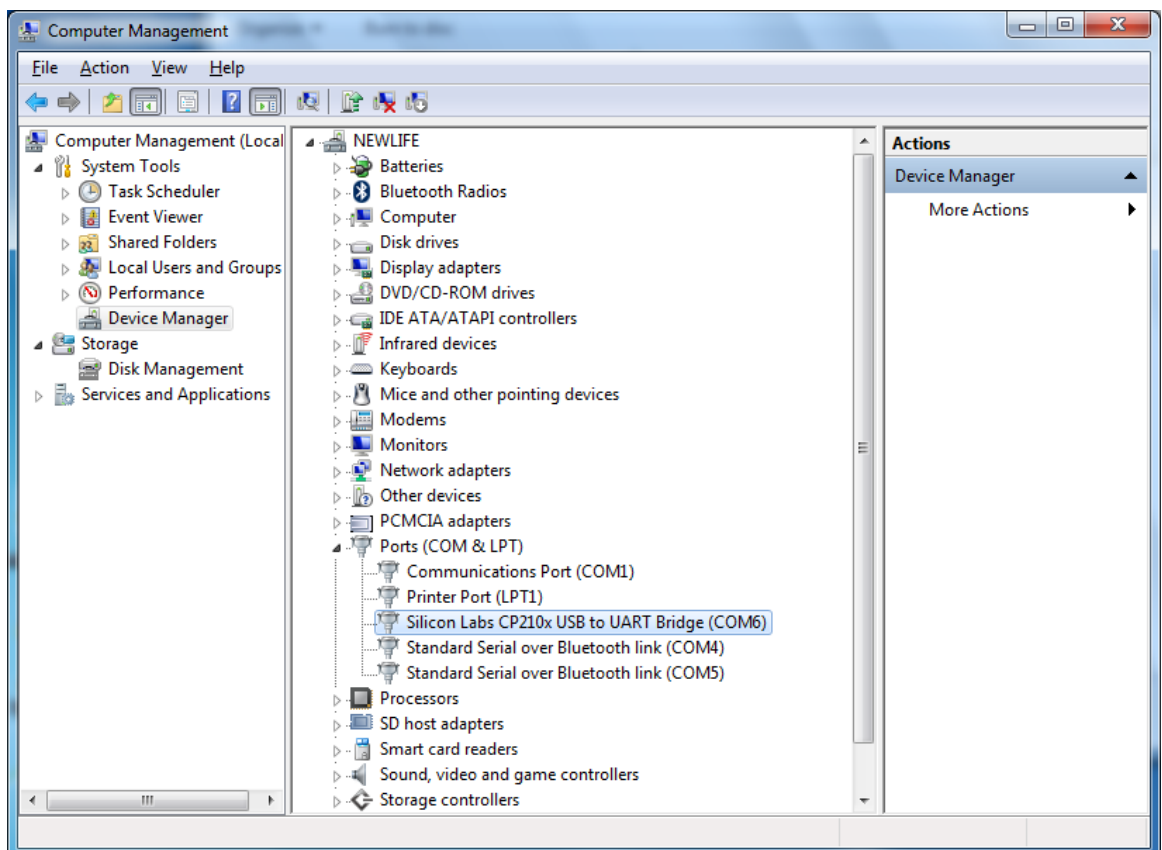 Computer Management
File Action View Help
Computer Management (Local
System Tools
Task Scheduler
Event Viewer
Shared Folders
Local Users and Groups
Performance
Device Manager
Storage
Disk Management
Services and Applications
NEWLIFE
Batteries
Bluetooth Radios
Computer
Disk drives
Display adapters
DVD/CD-ROM drives
IDE ATA/ATAPI controllers
Infrared devices
Keyboards
Mice and other pointing devices
Modems
Monitors
Network adapters
Other devices
PCMCIA adapters
Ports (COM & LPT)
Communications Port (COM1)
Printer Port (LPT1)
Silicon Labs CP210x USB to UART Bridge (COM6)
Standard Serial over Bluetooth link (COM4)
Standard Serial over Bluetooth link (COM5)
Processors
SD host adapters
Smart card readers
Sound, video and game controllers
Storage controllers
Actions
Device Manager
More Actions